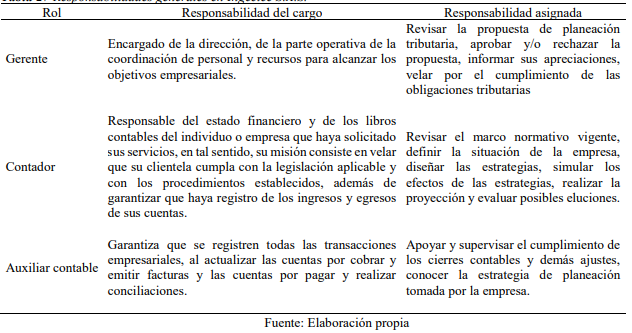 Rol Responsabilidad del cargo Responsabilidad asignada
Gerente
Encargado de la dirección, de la parte operativa de la
coordinación de personal y recursos para alcanzar los
objetivos empresariales.
Revisar la propuesta de planeación
tributaria, aprobar y/o rechazar la
propuesta, informar sus apreciaciones,
velar por el cumplimiento de las
obligaciones tributarias
Contador
Responsable del estado financiero y de los libros
contables del individuo o empresa que haya solicitado
sus servicios, en tal sentido, su misión consiste en velar
que su clientela cumpla con la legislación aplicable y
con los procedimientos establecidos, además de
garantizar que haya registro de los ingresos y egresos
de sus cuentas.
Revisar el marco normativo vigente,
definir la situación de la empresa,
diseñar las estrategias, simular los
efectos de las estrategias, realizar la
proyección y evaluar posibles eluciones.
Auxiliar contable
Garantiza que se registren todas las transacciones
empresariales, al actualizar las cuentas por cobrar y
emitir facturas y las cuentas por pagar y realizar
conciliaciones.
Apoyar y supervisar el cumplimiento de
los cierres contables y demás ajustes,
conocer la estrategia de planeación
tomada por la empresa.
Fuente: Elaboración propia